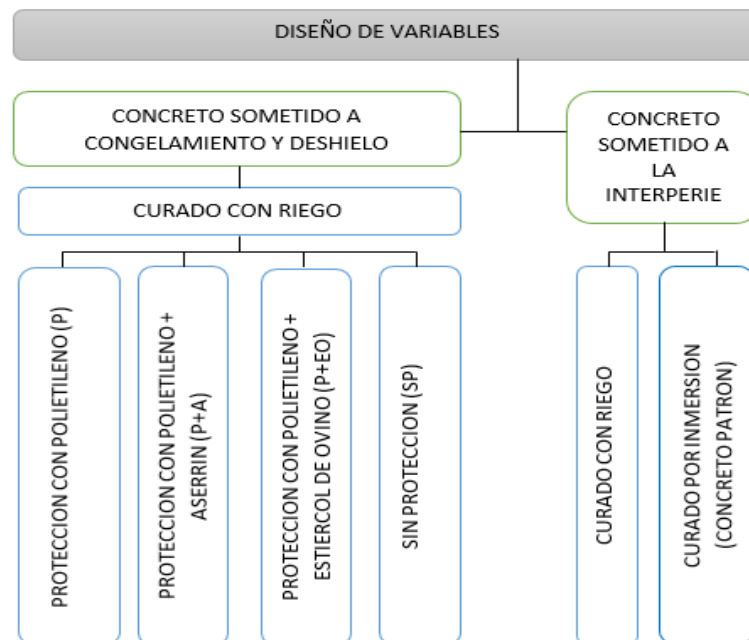 DISEÑO DE VARIABLES
CONCRETO SOMETIDO A
CONGELAMIENTO Y DESHIELO
CONCRETO
SOMETIDO A
LA
INTERPERIE
CURADO CON RIEGO
PROTECCION CON POLIETILENO (P)
PROTECCION CON POLIETILENO +
ASERRIN (P+A)
PROTECCION CON POLIETILENO +
ESTIERCOL DE OVINO (P+EO)
SIN PROTECCION (SP)
CURADO CON RIEGO
CURADO POR INMERSION
(CONCRETO PATRON)